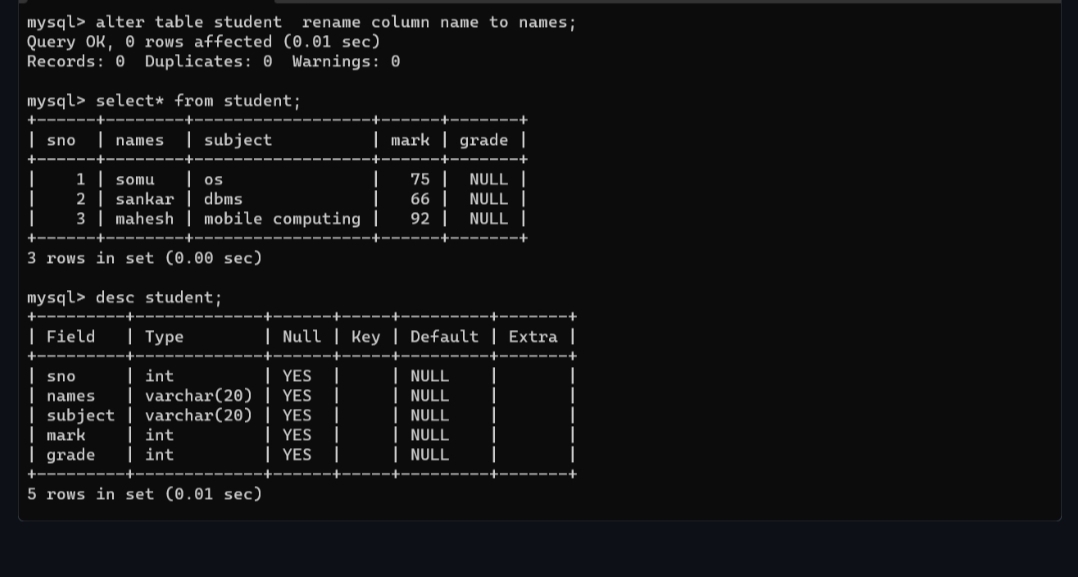 mysql> alter table student  rename column name to names;
Query OK, 0 rows affected (0.01 sec)
Records: 0  Duplicates: 0  Warnings: 0
mysql> select* from student;
+------+--------+------------------+------+-------+
| sno  | names  | subject          | mark | grade |
+------+--------+------------------+------+-------+
|    1 | somu   | os               |   75 |  NULL |
|    2 | sankar | dbms             |   66 |  NULL |
|    3 | mahesh | mobile computing |   92 |  NULL |
+------+--------+------------------+------+-------+
3 rows in set (0.00 sec)
mysql> desc student;
+---------+-------------+------+-----+---------+-------+
| Field   | Type        | Null | Key | Default | Extra |
+---------+-------------+------+-----+---------+-------+
| sno     | int         | YES  |     | NULL    |       |
| names   | varchar(20) | YES  |     | NULL    |       |
| subject | varchar(20) | YES  |     | NULL    |       |
| mark    | int         | YES  |     | NULL    |       |
| grade   | int         | YES  |     | NULL    |       |
+---------+-------------+------+-----+---------+-------+
5 rows in set (0.01 sec)